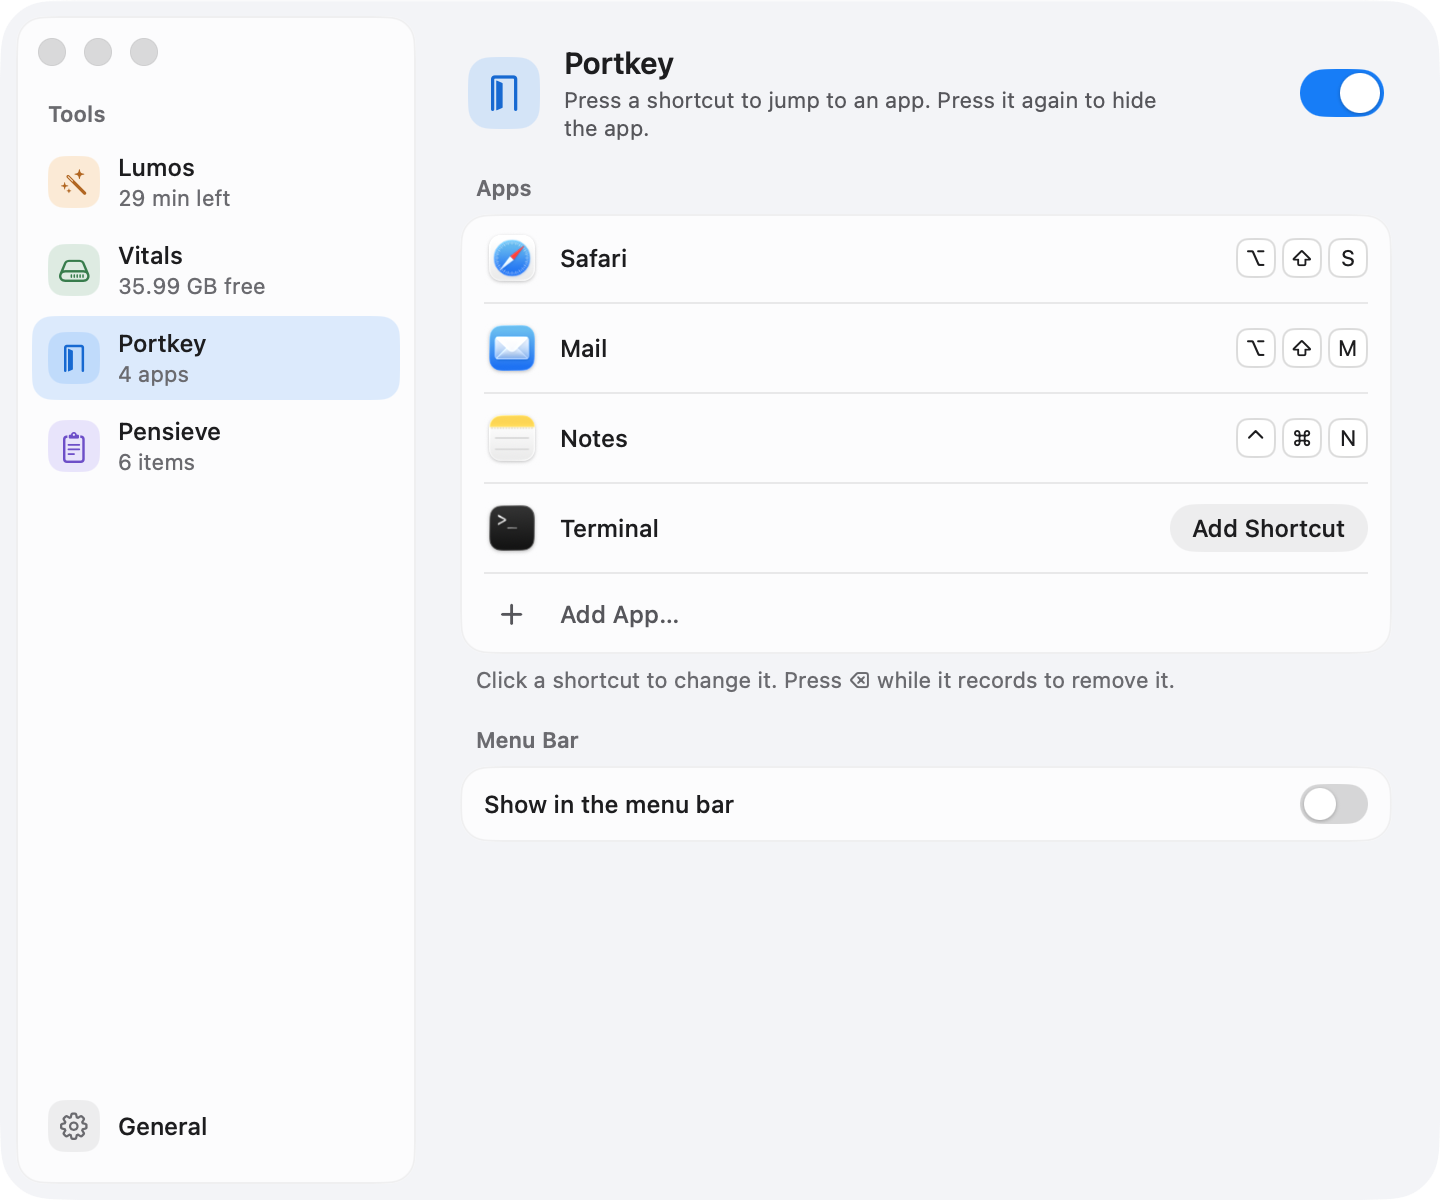 Tools
Lumos
29 min left
Vitals
35.99 GB free
Portkey
4 apps
Pensieve
6 items
General
Portkey
Press a shortcut to jump to an app. Press it again to hide
the app.
Apps
Safari ⌥ ⇧ S
Mail ⌥ ⇧ M
Notes ^ ⌘ N
>_
Terminal Add Shortcut
+ Add App...
Click a shortcut to change it. Press ⌫ while it records to remove it.
Menu Bar
Show in the menu bar